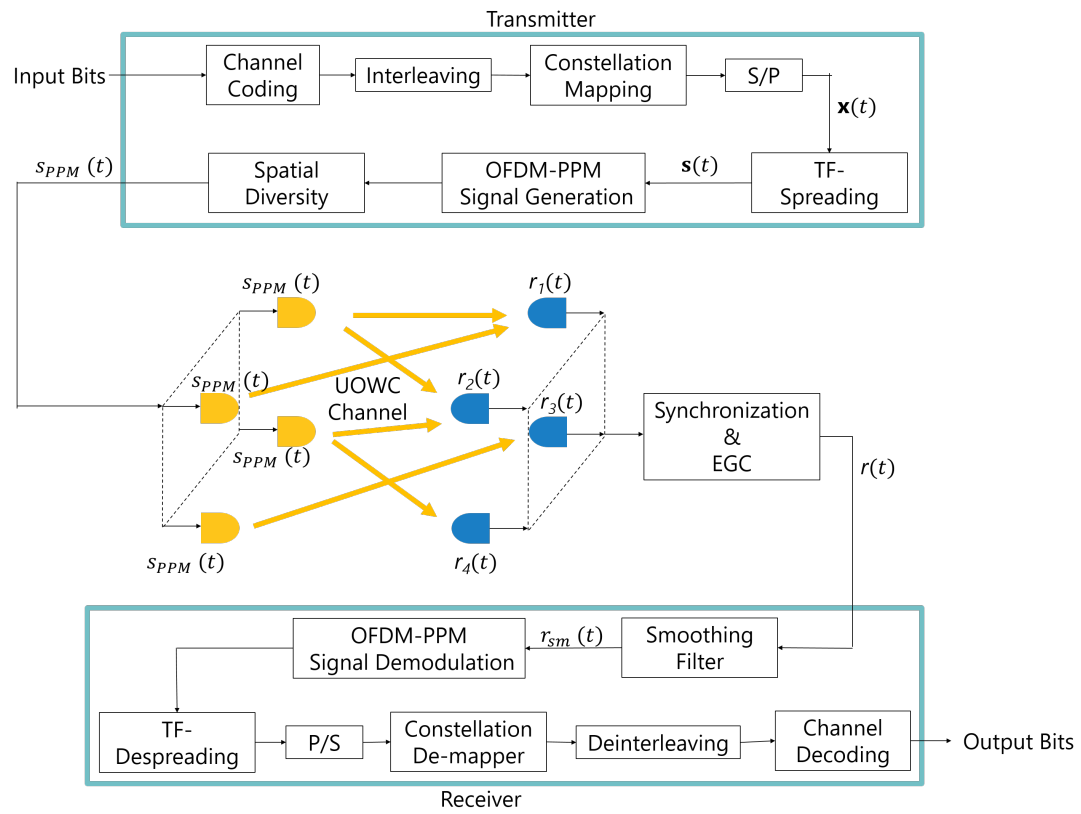 Transmitter
Input Bits
Channel
Coding
Interleaving
Constellation
Mapping
S/P
𝐱(t)
s_PPM (t)
Spatial
Diversity
OFDM-PPM
Signal Generation
𝐬(t)
TF-
Spreading
s_PPM (t)
r_1(t)
s_PPM (t)
UOWC
Channel
r_2(t)
r_3(t)
s_PPM (t)
Synchronization
&
EGC
r(t)
s_PPM (t)
r_4(t)
OFDM-PPM
Signal Demodulation
r_sm (t)
Smoothing
Filter
TF-
Despreading
P/S
Constellation
De-mapper
Deinterleaving
Channel
Decoding
Output Bits
Receiver